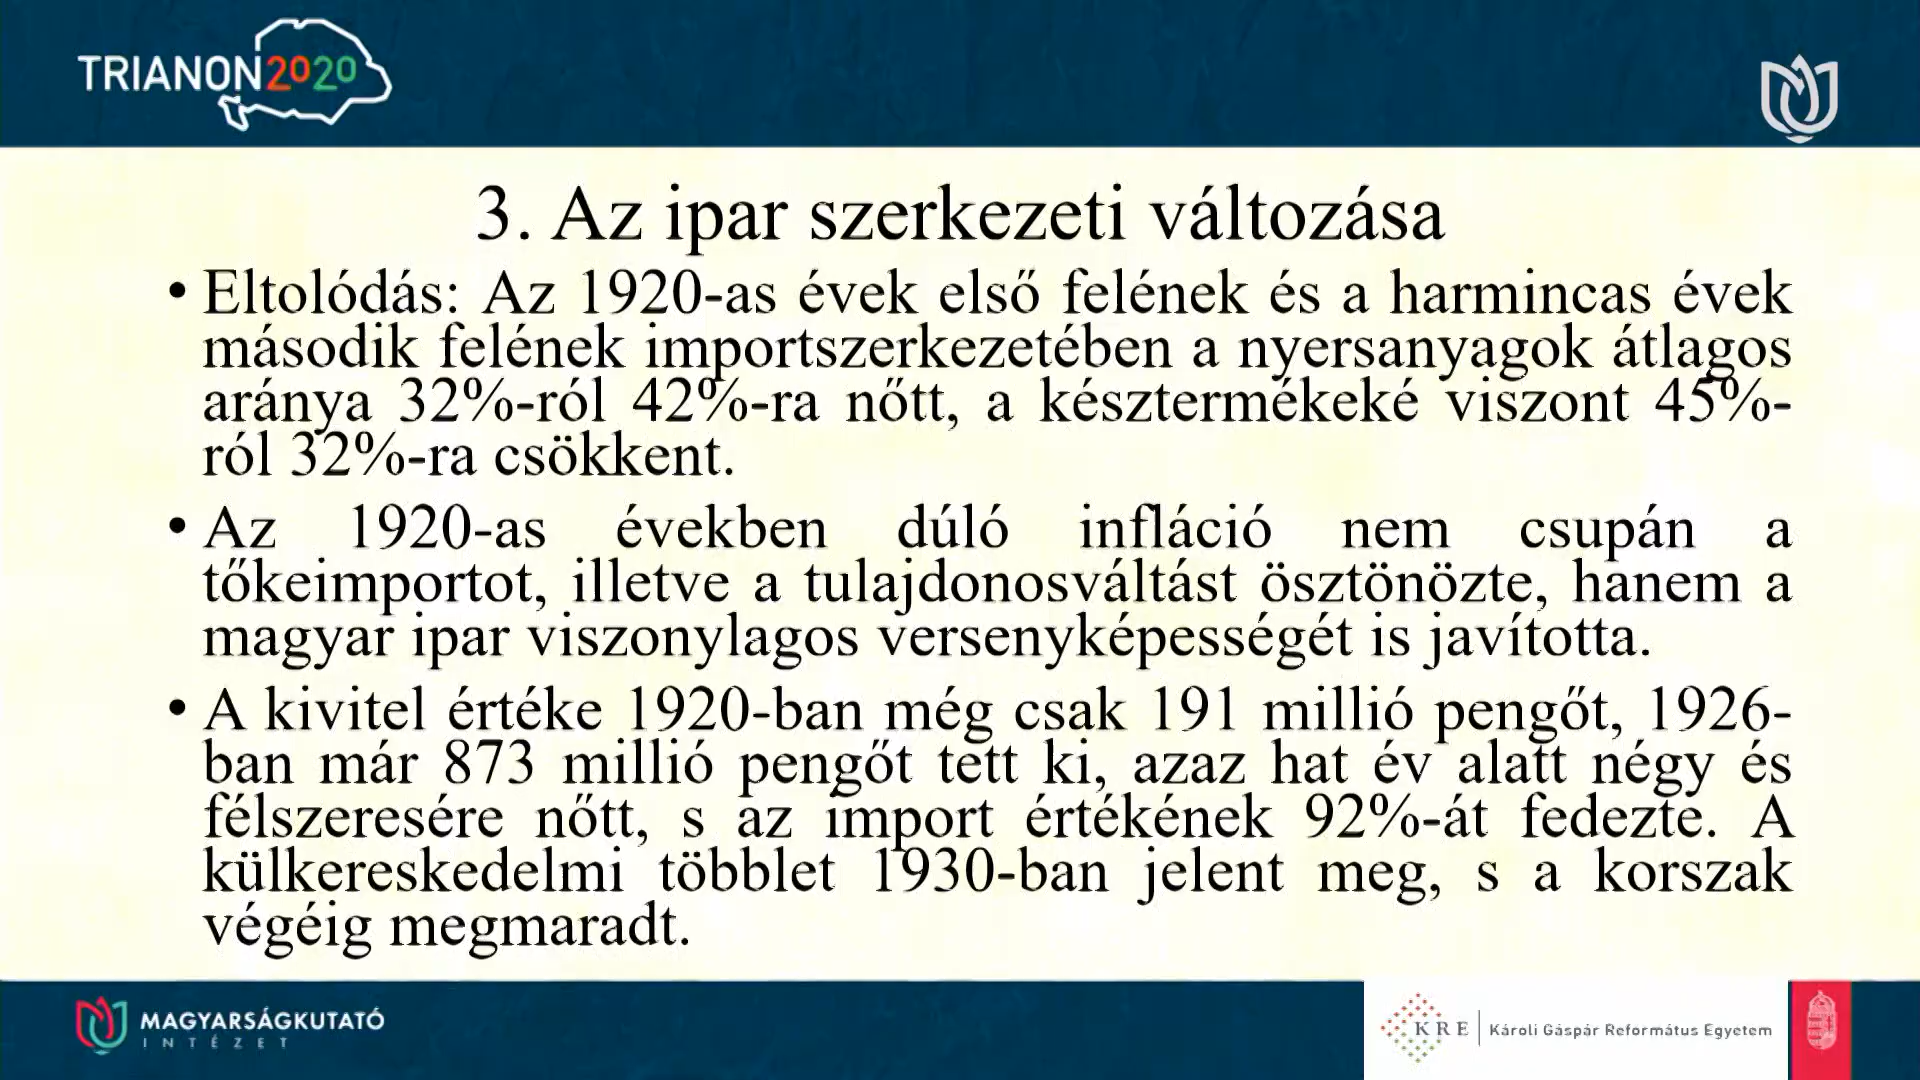 TRIANON2020
3. Az ipar szerkezeti változása
• Eltolódás: Az 1920-as évek első felének és a harmincas évek
második felének importszerkezetében a nyersanyagok átlagos
aránya 32%-ról 42%-ra nőtt, a késztermékeké viszont 45%-
ról 32%-ra csökkent.
• Az 1920-as években dúló infláció nem csupán a
tőkeimportot, illetve a tulajdonosváltást ösztönözte, hanem a
magyar ipar viszonylagos versenyképességét is javította.
• A kivitel értéke 1920-ban még csak 191 millió pengőt, 1926-
ban már 873 millió pengőt tett ki, azaz hat év alatt négy és
félszeresére nőtt, s az import értékének 92%-át fedezte. A
külkereskedelmi többlet 1930-ban jelent meg, s a korszak
végéig megmaradt.
MAGYARSÁGKUTATÓ
INTÉZET
KRE
Károli Gáspár Református Egyetem